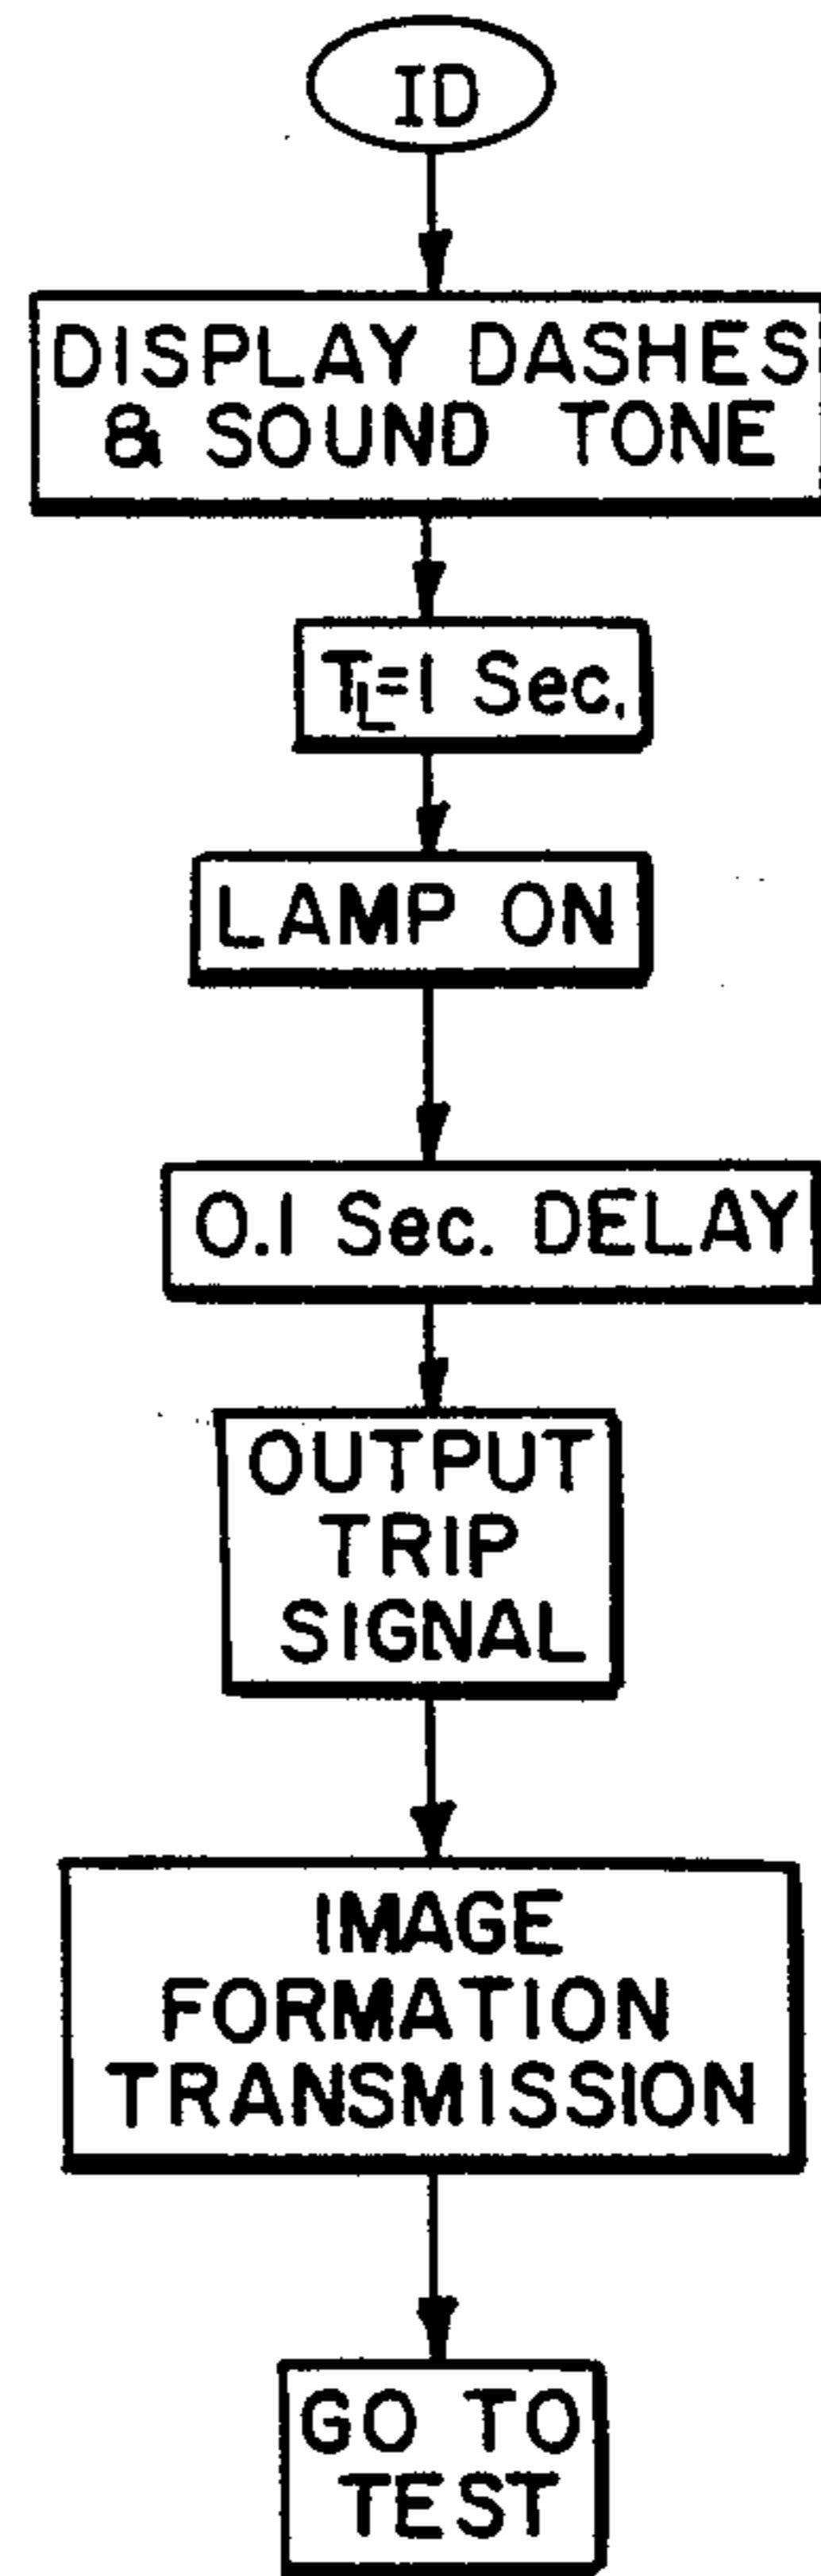 ID
DISPLAY DASHES
& SOUND TONE
TL=1 Sec.
LAMP ON
0.1 Sec. DELAY
OUTPUT
TRIP
SIGNAL
IMAGE
FORMATION
TRANSMISSION
GO TO
TEST